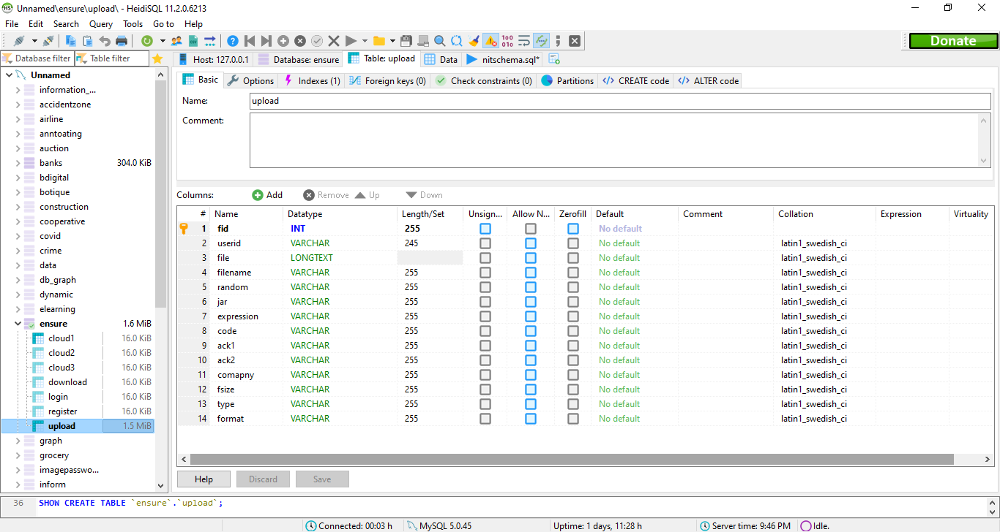 Unnamed\ensure\upload\ - HeidiSQL 11.2.0.6213
File Edit Search Query Tools Go to Help
Donate
Database filter Table filter
Host: 127.0.0.1 Database: ensure Table: upload Data nitschema.sql*
Unnamed
information_...
accidentzone
airline
anntoating
auction
banks 304.0 KiB
bdigital
botique
construction
cooperative
covid
crime
data
db_graph
dynamic
elearning
ensure 1.6 MiB
cloud1 16.0 KiB
cloud2 16.0 KiB
cloud3 16.0 KiB
download 16.0 KiB
login 16.0 KiB
register 16.0 KiB
upload 1.5 MiB
graph
grocery
imagepasswo...
inform
Basic Options Indexes (1) Foreign keys (0) Check constraints (0) Partitions CREATE code ALTER code
Name: upload
Comment:
Columns: Add Remove Up Down
# Name Datatype Length/Set Unsign... Allow N... Zerofill Default Comment Collation Expression Virtuality
1 fid INT 255 No default
2 userid VARCHAR 245 No default latin1_swedish_ci
3 file LONGTEXT No default latin1_swedish_ci
4 filename VARCHAR 255 No default latin1_swedish_ci
5 random VARCHAR 255 No default latin1_swedish_ci
6 jar VARCHAR 255 No default latin1_swedish_ci
7 expression VARCHAR 255 No default latin1_swedish_ci
8 code VARCHAR 255 No default latin1_swedish_ci
9 ack1 VARCHAR 255 No default latin1_swedish_ci
10 ack2 VARCHAR 255 No default latin1_swedish_ci
11 comapny VARCHAR 255 No default latin1_swedish_ci
12 fsize VARCHAR 255 No default latin1_swedish_ci
13 type VARCHAR 255 No default latin1_swedish_ci
14 format VARCHAR 255 No default latin1_swedish_ci
Help Discard Save
36 SHOW CREATE TABLE `ensure`.`upload`;
Connected: 00:03 h MySQL 5.0.45 Uptime: 1 days, 11:28 h Server time: 9:46 PM Idle.